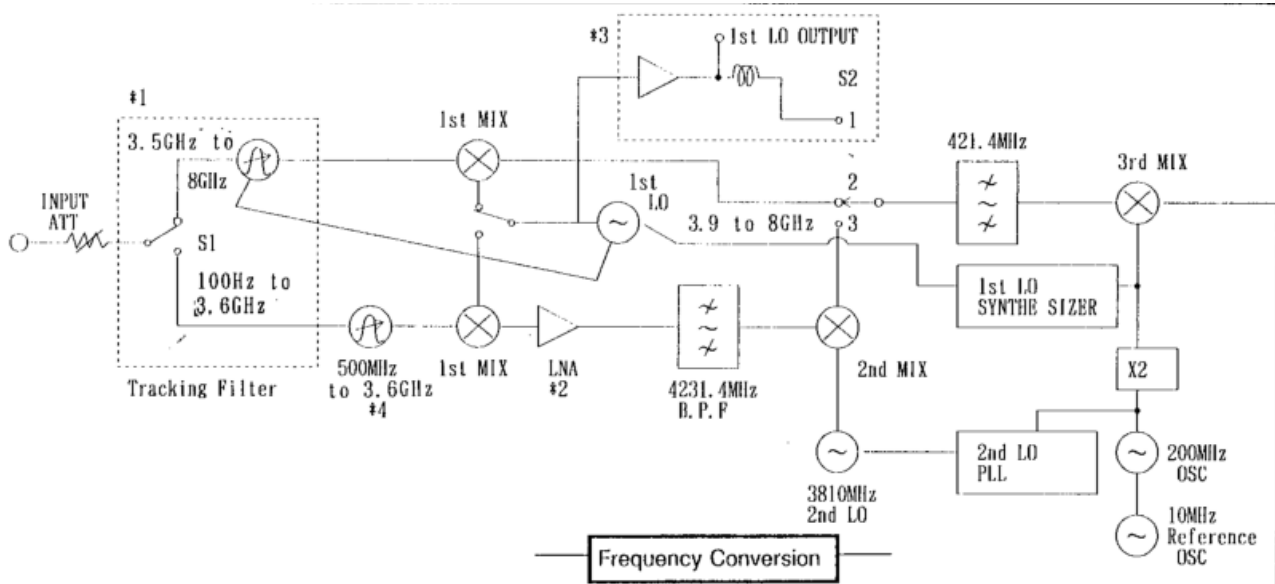 *3
1st LO OUTPUT
S2
1
*1
3.5GHz to
8GHz
1st MIX
421.4MHz
3rd MIX
INPUT
ATT
S1
1st
LO
3.9 to 8GHz
2
3
100Hz to
3.6GHz
1st LO
SYNTHE SIZER
Tracking Filter
500MHz
to 3.6GHz
*4
1st MIX
LNA
*2
4231.4MHz
B.P.F
2nd MIX
X2
2nd LO
PLL
200MHz
OSC
3810MHz
2nd LO
10MHz
Reference
OSC
Frequency Conversion